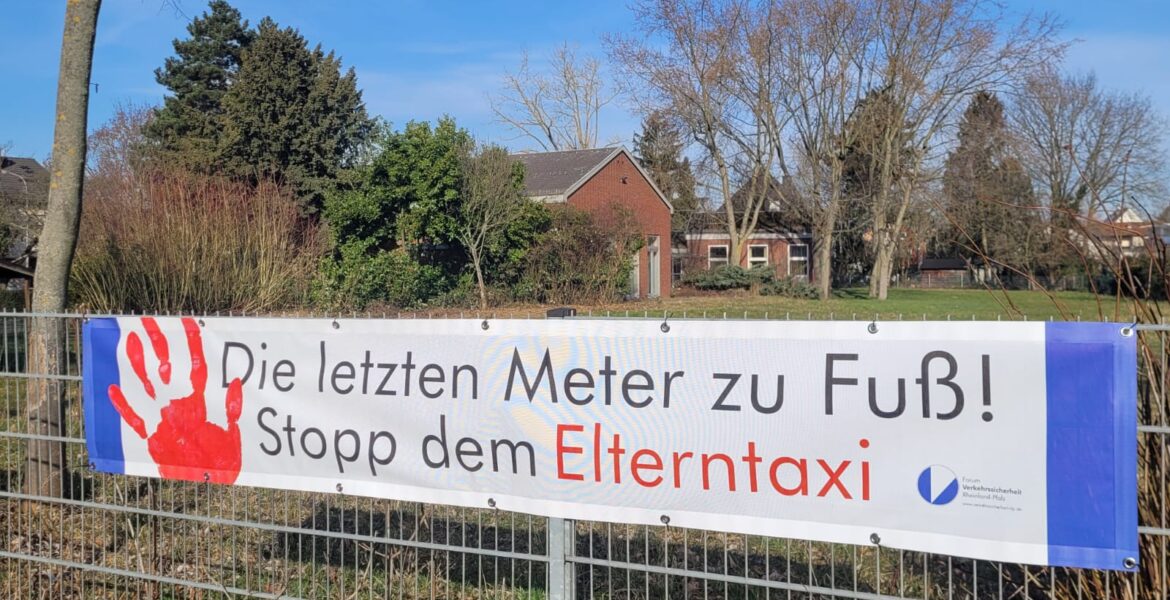 Die letzten Meter zu Fuß!
Stopp dem Elterntaxi
Forum
Verkehrssicherheit
Rheinland-Pfalz